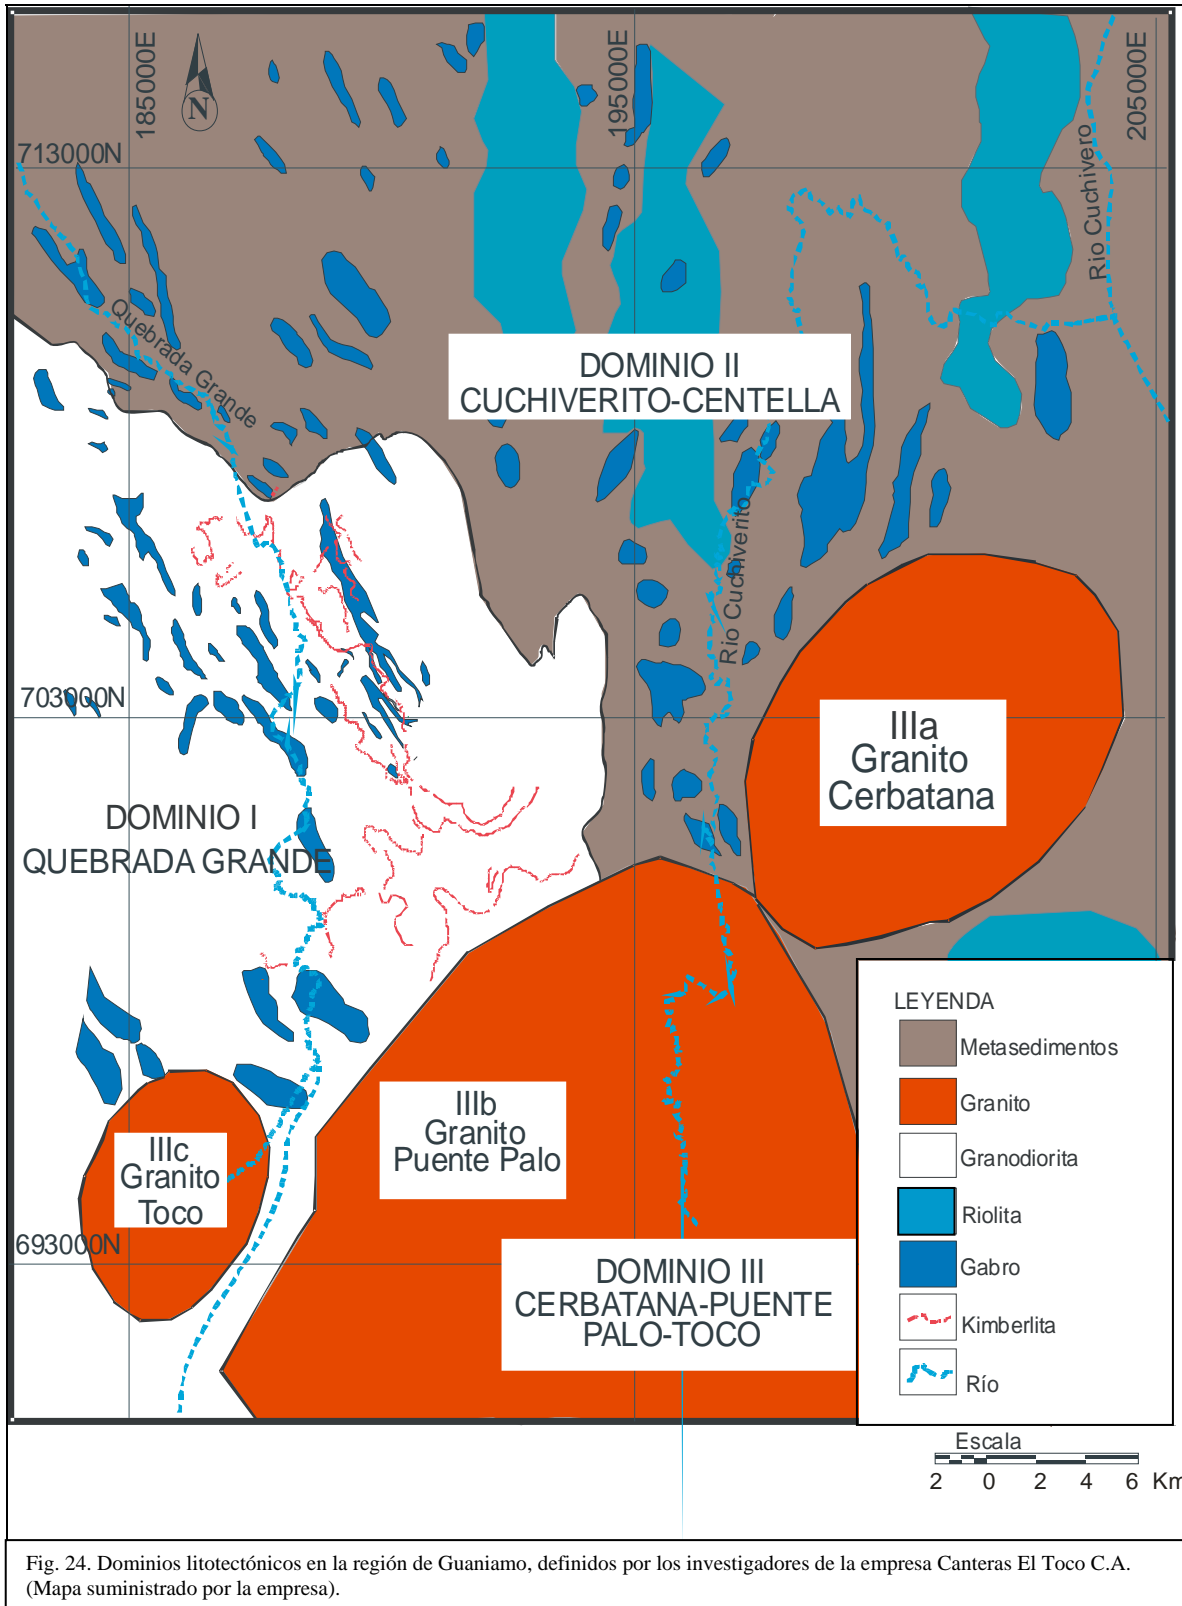 185000E
N
195000E
205000E
713000N
Rio Cuchivero
Quebrada Grande
DOMINIO II
CUCHIVERITO-CENTELLA
Rio Cuchiverito
703000N
IIIa
Granito
Cerbatana
DOMINIO I
QUEBRADA GRANDE
IIIb
Granito
Puente Palo
IIIc
Granito
Toco
693000N
DOMINIO III
CERBATANA-PUENTE
PALO-TOCO
LEYENDA
Metasedimentos
Granito
Granodiorita
Riolita
Gabro
Kimberlita
Río
Escala
2 0 2 4 6 Km
Fig. 24. Dominios litotectónicos en la región de Guaniamo, definidos por los investigadores de la empresa Canteras El Toco C.A.
(Mapa suministrado por la empresa).